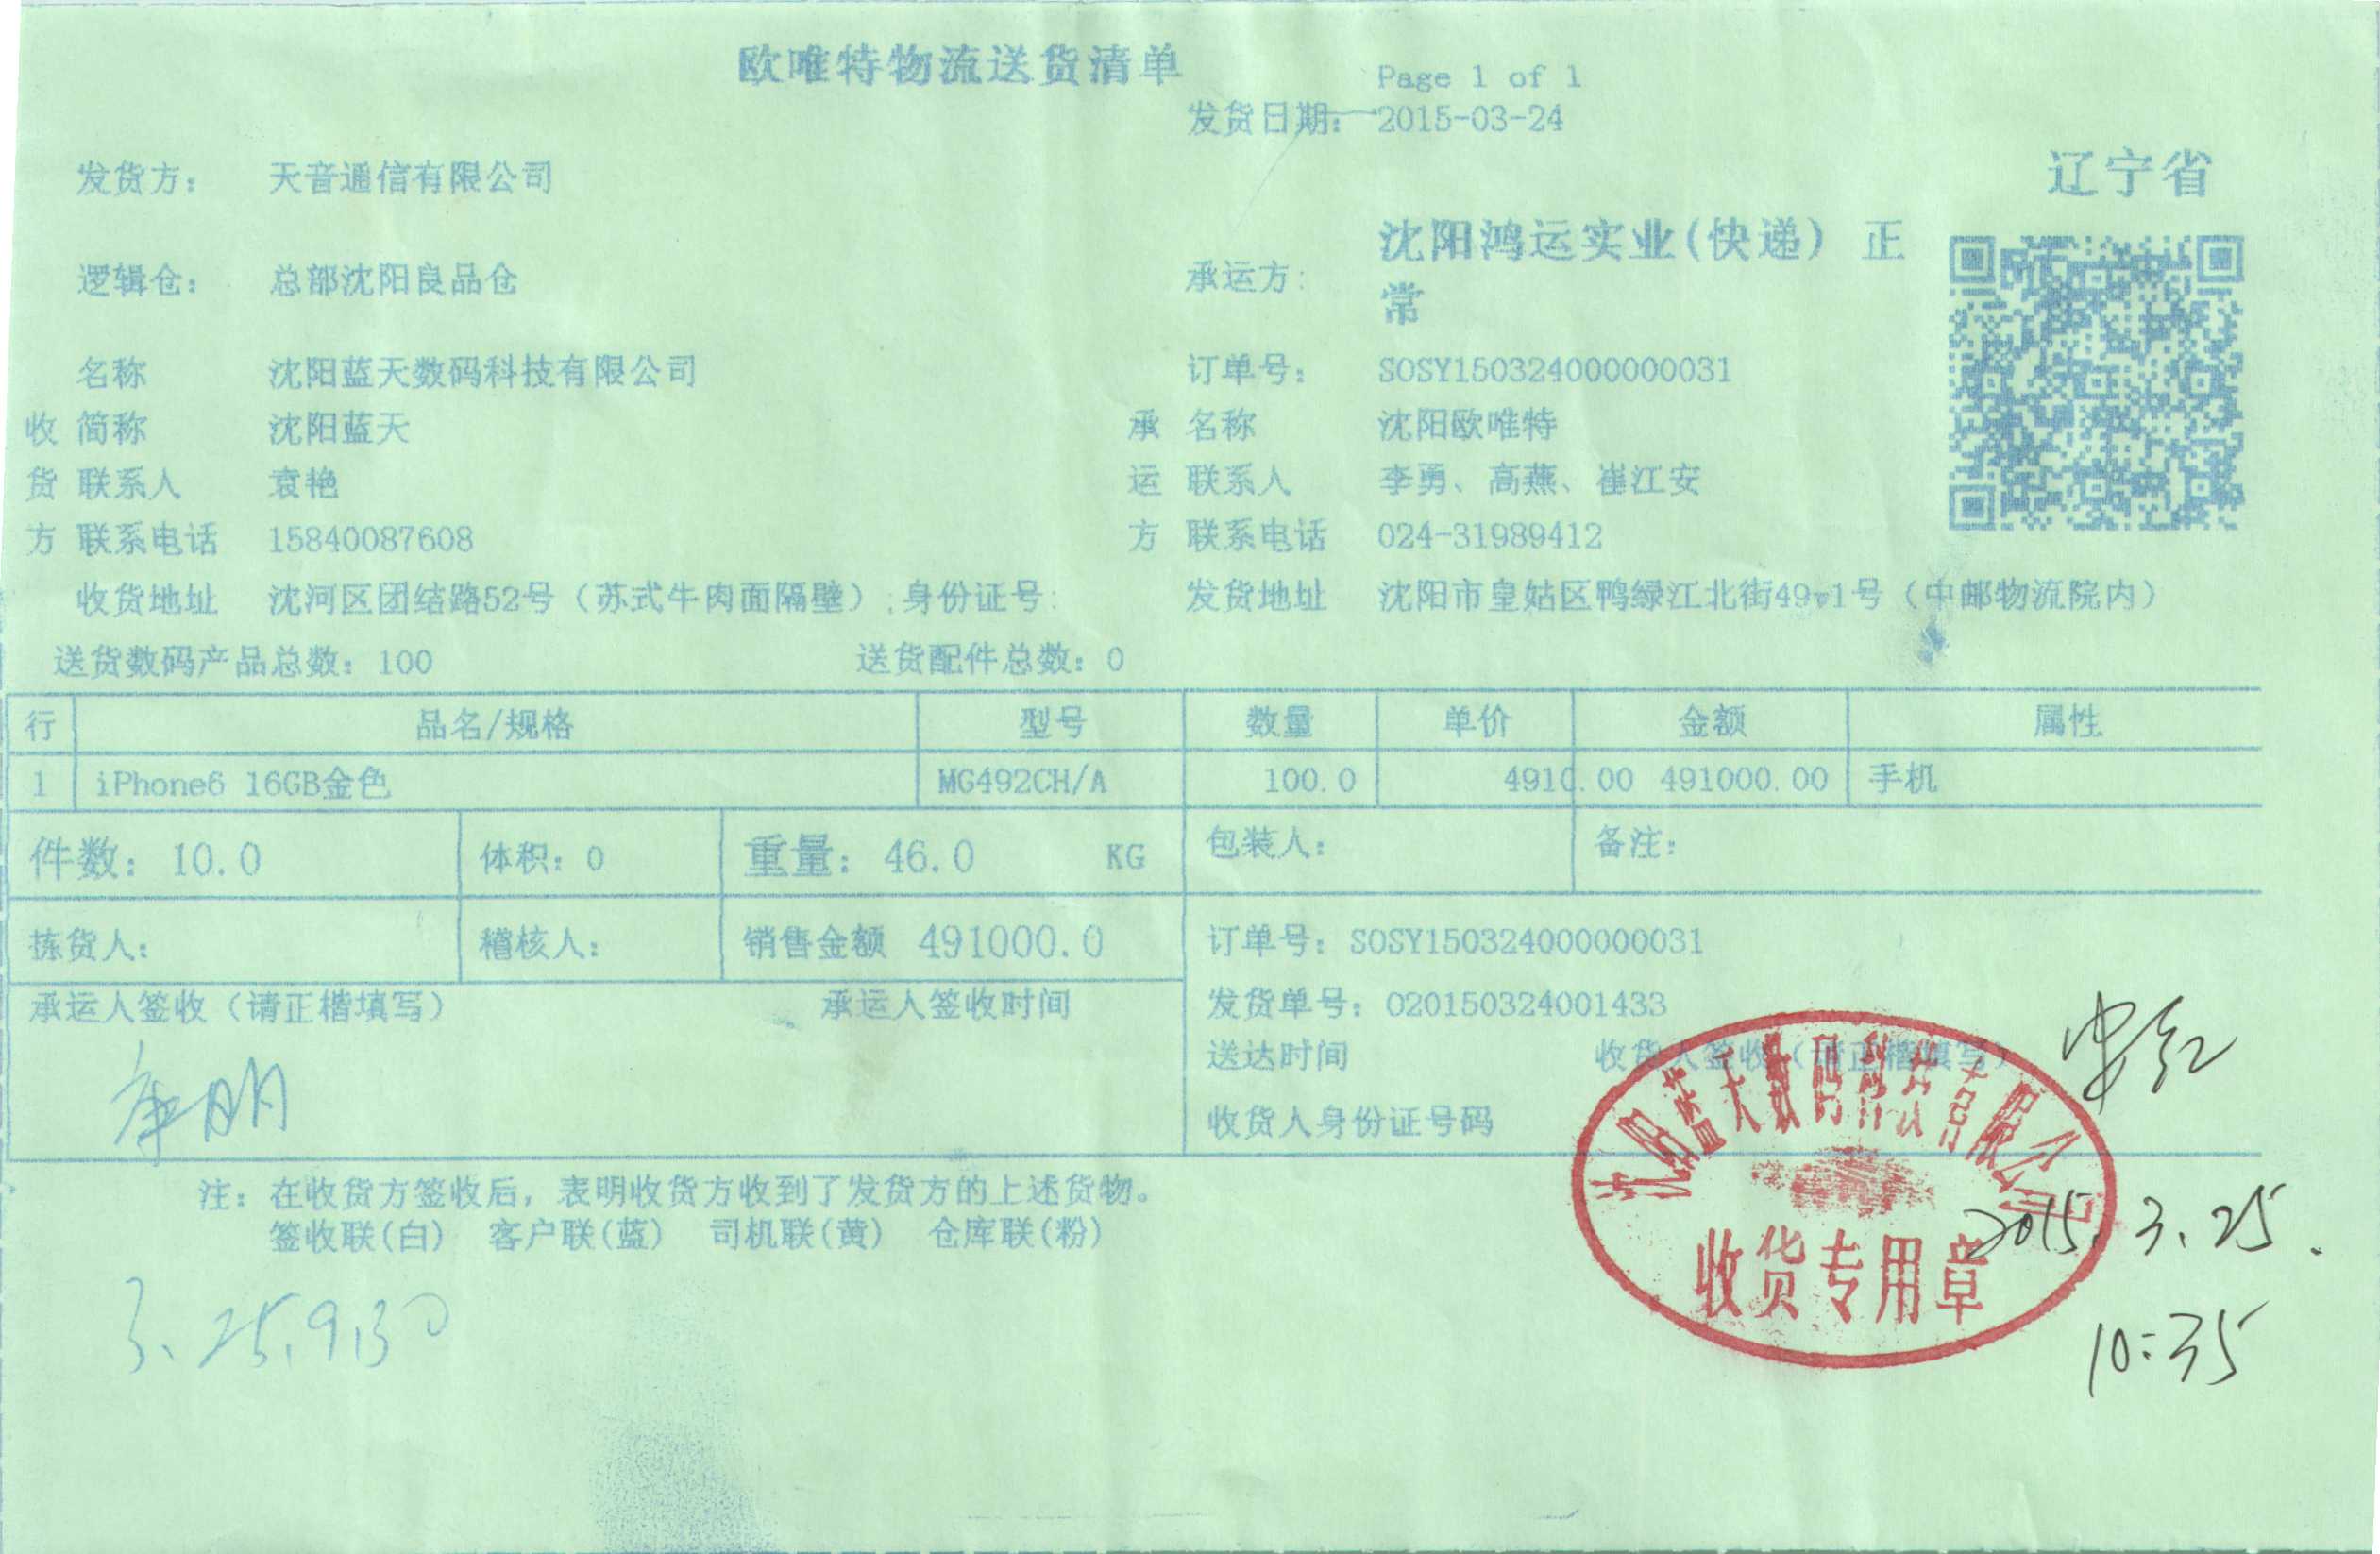 欧唯特物流送货清单
Page 1 of 1
发货日期： 2015-03-24
发货方： 天音通信有限公司
辽宁省
逻辑仓： 总部沈阳良品仓
承运方： 沈阳鸿运实业(快递) 正
常
名称 沈阳蓝天数码科技有限公司
订单号： SOSY150324000000031
收 简称 沈阳蓝天
承 名称 沈阳欧唯特
货 联系人 袁艳
运 联系人 李勇、高燕、崔江安
方 联系电话 15840087608
方 联系电话 024-31989412
收货地址 沈河区团结路52号（苏式牛肉面隔壁）,身份证号:
发货地址 沈阳市皇姑区鸭绿江北街49-1号（中邮物流院内）
送货数码产品总数：100 送货配件总数：0
行 品名/规格 型号 数量 单价 金额 属性
1 iPhone6 16GB金色 MG492CH/A 100.0 4910.00 491000.00 手机
件数：10.0 体积：0 重量：46.0 KG 包装人： 备注：
拣货人： 稽核人： 销售金额 491000.0 订单号：SOSY150324000000031
承运人签收（请正楷填写） 承运人签收时间
发货单号：020150324001433
送达时间 收货人签收（请正楷填写）
收货人身份证号码
沈阳蓝天数码科技有限公司
收货专用章
2015.3.25.
10:35
注：在收货方签收后，表明收货方收到了发货方的上述货物。
签收联(白) 客户联(蓝) 司机联(黄) 仓库联(粉)
3.25.9:30